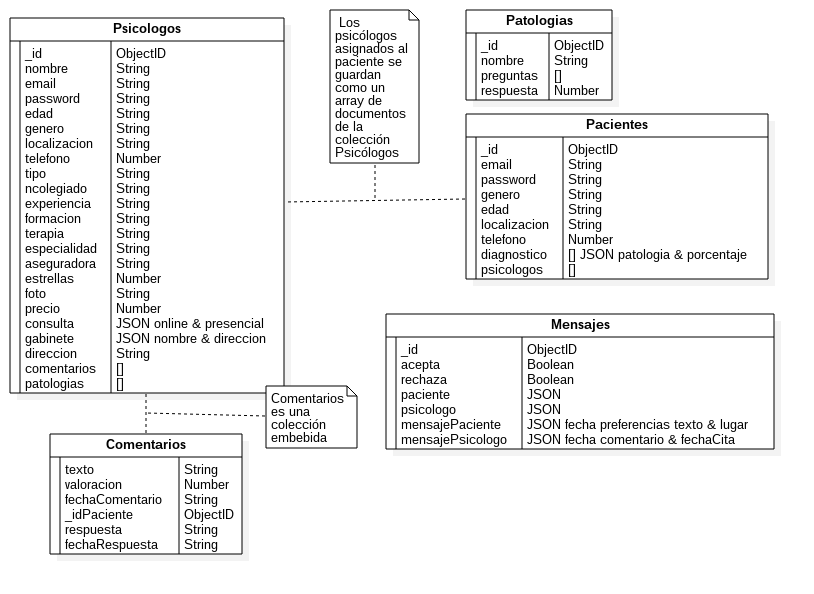 Psicologos
_id ObjectID
nombre String
email String
password String
edad String
genero String
localizacion String
telefono Number
tipo String
ncolegiado String
experiencia String
formacion String
terapia String
especialidad String
aseguradora String
estrellas Number
foto String
precio Number
consulta JSON online & presencial
gabinete JSON nombre & direccion
direccion String
comentarios []
patologias []
Los
psicólogos
asignados al
paciente se
guardan
como un
array de
documentos
de la
colección
Psicólogos
Patologias
_id ObjectID
nombre String
preguntas []
respuesta Number
Pacientes
_id ObjectID
email String
password String
genero String
edad String
localizacion String
telefono Number
diagnostico [] JSON patologia & porcentaje
psicologos []
Mensajes
_id ObjectID
acepta Boolean
rechaza Boolean
paciente JSON
psicologo JSON
mensajePaciente JSON fecha preferencias texto & lugar
mensajePsicologo JSON fecha comentario & fechaCita
Comentarios
es una
colección
embebida
Comentarios
texto String
valoracion Number
fechaComentario String
_idPaciente ObjectID
respuesta String
fechaRespuesta String